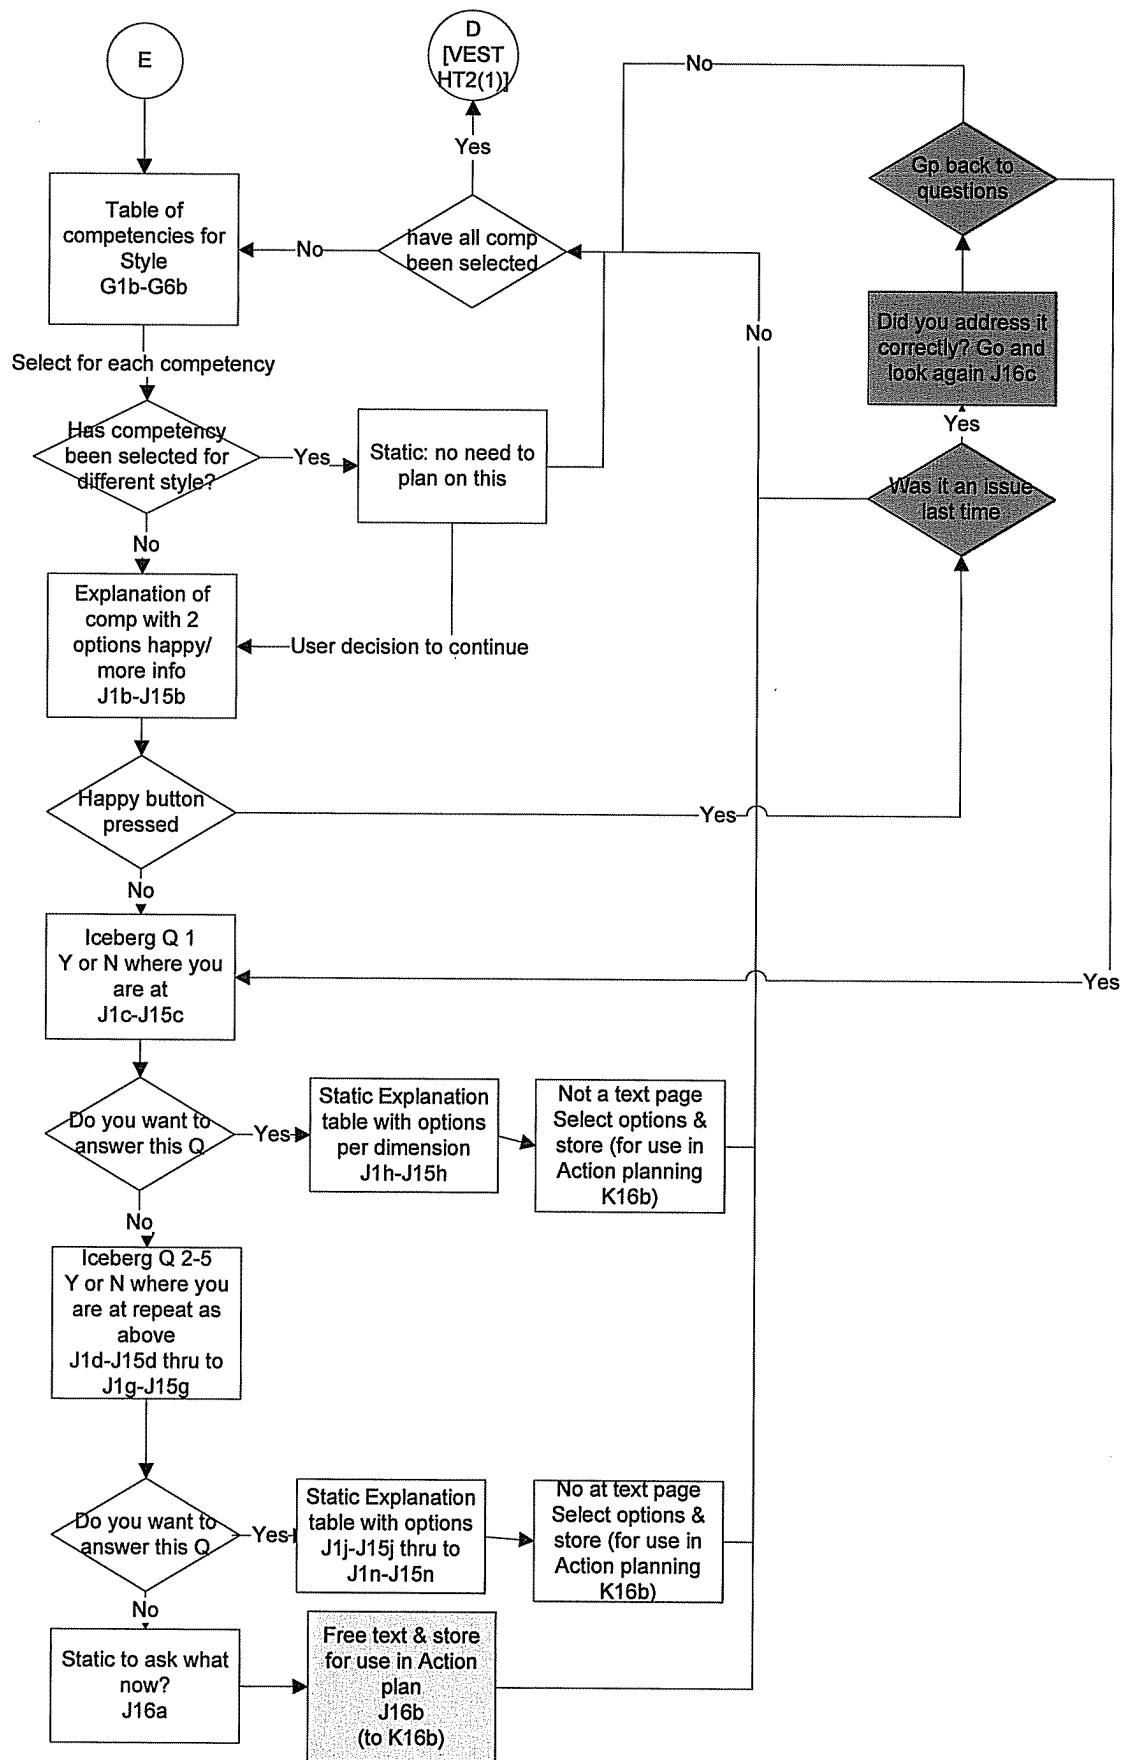 E
D
[VEST
HT2(1)]
No
Yes
Gp back to
questions
Table of
competencies for
Style
G1b-G6b
No
have all comp
been selected
No
Did you address it
correctly? Go and
look again J16c
Select for each competency
Yes
Has competency
been selected for
different style?
Yes
Static: no need to
plan on this
Was it an issue
last time
No
Explanation of
comp with 2
options happy/
more info
J1b-J15b
User decision to continue
Happy button
pressed
Yes
No
Iceberg Q 1
Y or N where you
are at
J1c-J15c
Yes
Do you want to
answer this Q
Yes
Static Explanation
table with options
per dimension
J1h-J15h
Not a text page
Select options &
store (for use in
Action planning
K16b)
No
Iceberg Q 2-5
Y or N where you
are at repeat as
above
J1d-J15d thru to
J1g-J15g
Do you want to
answer this Q
Yes
Static Explanation
table with options
J1j-J15j thru to
J1n-J15n
No at text page
Select options &
store (for use in
Action planning
K16b)
No
Static to ask what
now?
J16a
Free text & store
for use in Action
plan
J16b
(to K16b)